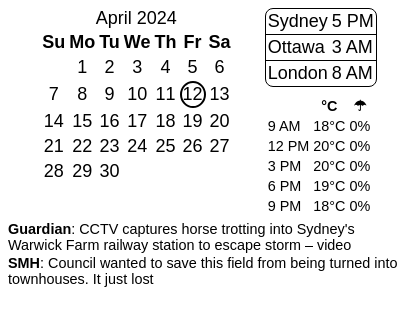 April 2024
Su Mo Tu We Th Fr Sa
1 2 3 4 5 6
7 8 9 10 11 12 13
14 15 16 17 18 19 20
21 22 23 24 25 26 27
28 29 30
Sydney 5 PM
Ottawa 3 AM
London 8 AM
°C ☂
9 AM 18°C 0%
12 PM 20°C 0%
3 PM 20°C 0%
6 PM 19°C 0%
9 PM 18°C 0%
Guardian: CCTV captures horse trotting into Sydney's
Warwick Farm railway station to escape storm – video
SMH: Council wanted to save this field from being turned into
townhouses. It just lost